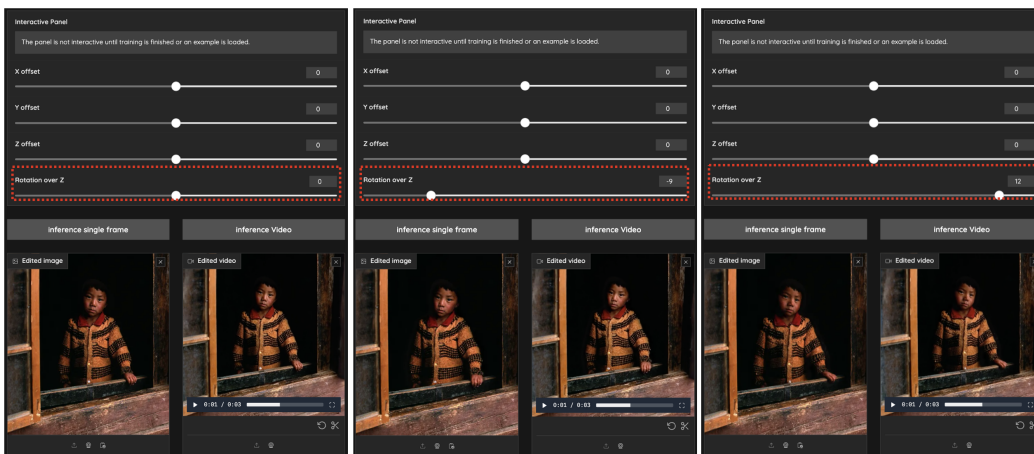 Interactive Panel
The panel is not interactive until training is finished or an example is loaded.
X offset
0
Y offset
0
Z offset
0
Rotation over Z
0
inference single frame
inference Video
Edited image
Edited video
0:01 / 0:03
Interactive Panel
The panel is not interactive until training is finished or an example is loaded.
X offset
0
Y offset
0
Z offset
0
Rotation over Z
-9
inference single frame
inference Video
Edited image
Edited video
0:01 / 0:03
Interactive Panel
The panel is not interactive until training is finished or an example is loaded.
X offset
0
Y offset
0
Z offset
0
Rotation over Z
12
inference single frame
inference Video
Edited image
Edited video
0:01 / 0:03